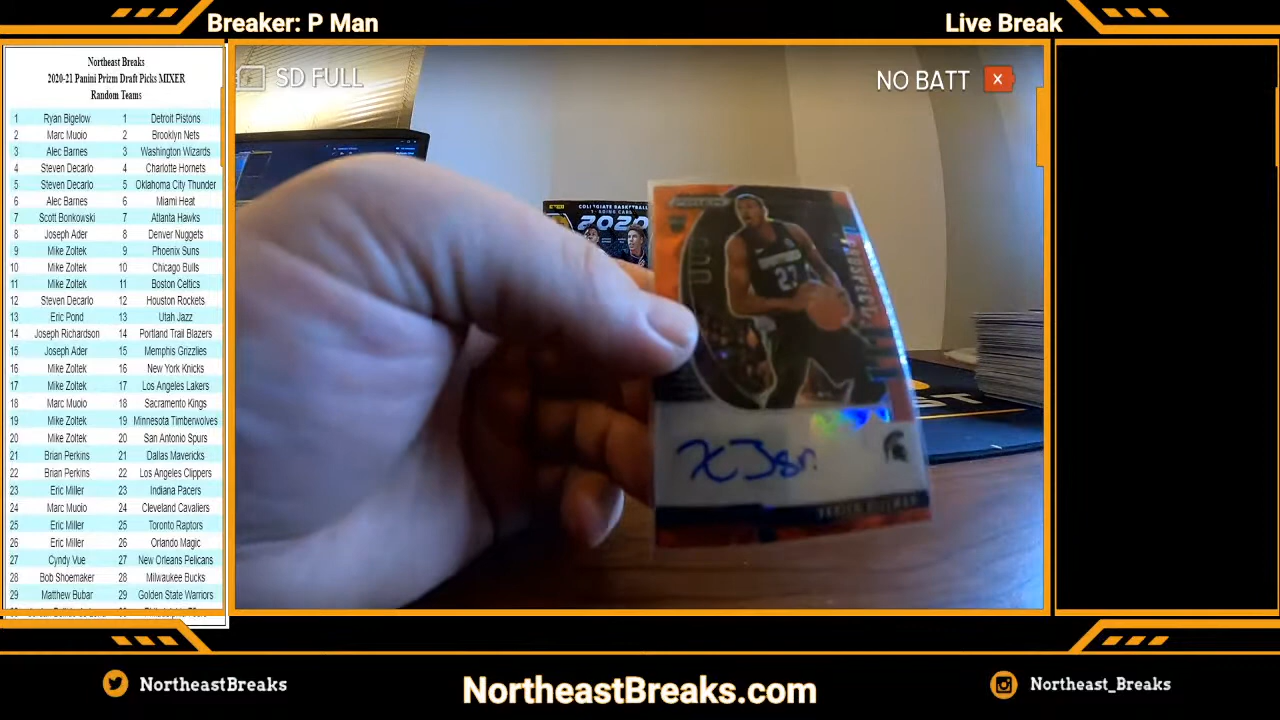 Breaker: P Man
Live Break
Northeast Breaks
2020-21 Panini Prizm Draft Picks MIXER
Random Teams
1 Ryan Bigelow 1 Detroit Pistons
2 Marc Muoio 2 Brooklyn Nets
3 Alec Barnes 3 Washington Wizards
4 Steven Decarlo 4 Charlotte Hornets
5 Steven Decarlo 5 Oklahoma City Thunder
6 Alec Barnes 6 Miami Heat
7 Scott Bonkowski 7 Atlanta Hawks
8 Joseph Ader 8 Denver Nuggets
9 Mike Zoltek 9 Phoenix Suns
10 Mike Zoltek 10 Chicago Bulls
11 Mike Zoltek 11 Boston Celtics
12 Steven Decarlo 12 Houston Rockets
13 Eric Pond 13 Utah Jazz
14 Joseph Richardson 14 Portland Trail Blazers
15 Joseph Ader 15 Memphis Grizzlies
16 Mike Zoltek 16 New York Knicks
17 Mike Zoltek 17 Los Angeles Lakers
18 Marc Muoio 18 Sacramento Kings
19 Mike Zoltek 19 Minnesota Timberwolves
20 Mike Zoltek 20 San Antonio Spurs
21 Brian Perkins 21 Dallas Mavericks
22 Brian Perkins 22 Los Angeles Clippers
23 Eric Miller 23 Indiana Pacers
24 Marc Muoio 24 Cleveland Cavaliers
25 Eric Miller 25 Toronto Raptors
26 Eric Miller 26 Orlando Magic
27 Cyndy Vue 27 New Orleans Pelicans
28 Bob Shoemaker 28 Milwaukee Bucks
29 Matthew Bubar 29 Golden State Warriors
SD FULL
NO BATT
COLLEGIATE BASKETBALL
2020
PRIZM
27
XAVIER TILLMAN
NortheastBreaks
NortheastBreaks.com
Northeast_Breaks